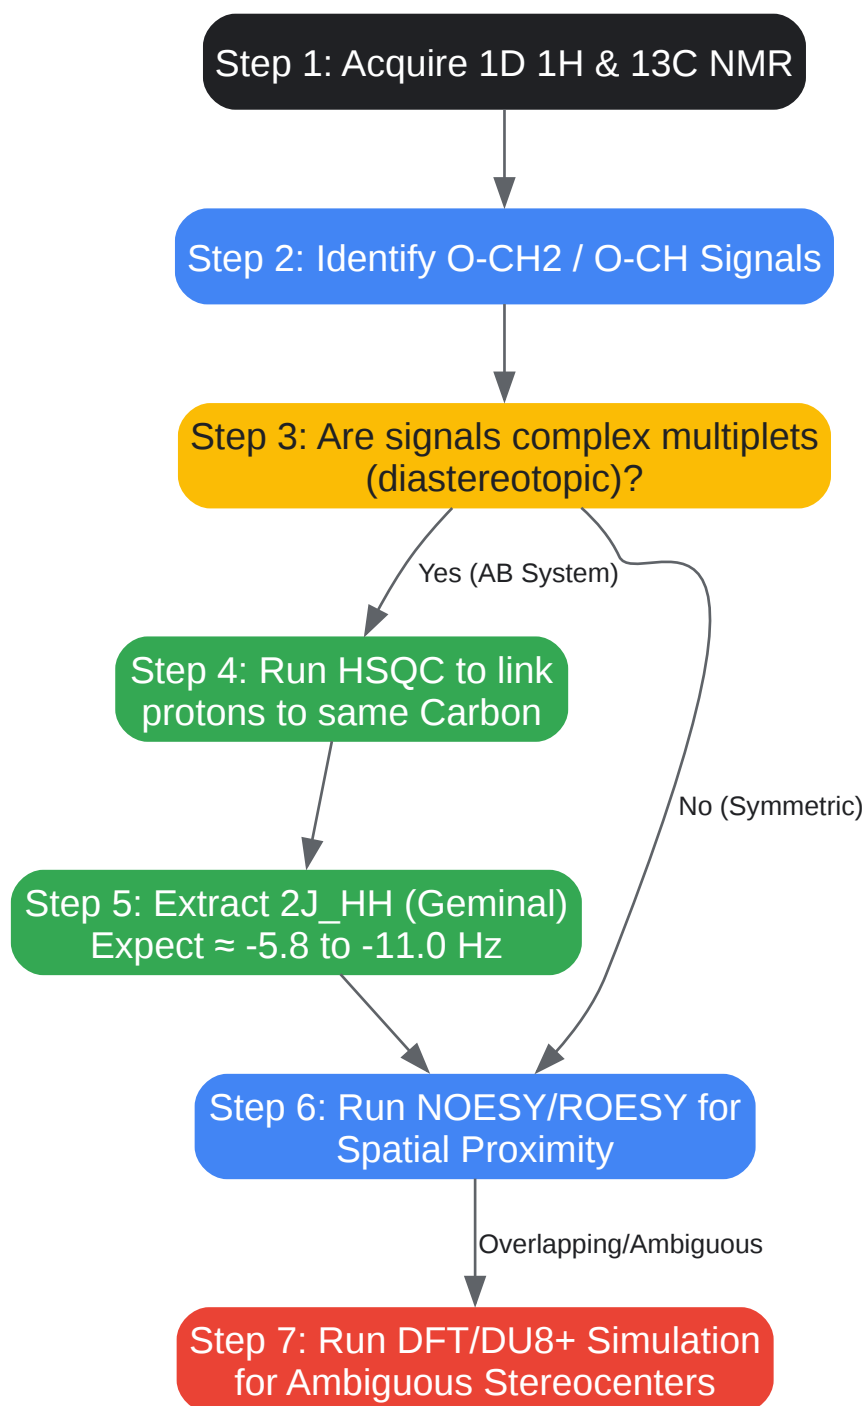 Step 1: Acquire 1D 1H & 13C NMR
Step 2: Identify O-CH2 / O-CH Signals
Step 3: Are signals complex multiplets
(diastereotopic)?
Yes (AB System)
Step 4: Run HSQC to link
protons to same Carbon
No (Symmetric)
Step 5: Extract 2J_HH (Geminal)
Expect ≈ -5.8 to -11.0 Hz
Step 6: Run NOESY/ROESY for
Spatial Proximity
Overlapping/Ambiguous
Step 7: Run DFT/DU8+ Simulation
for Ambiguous Stereocenters